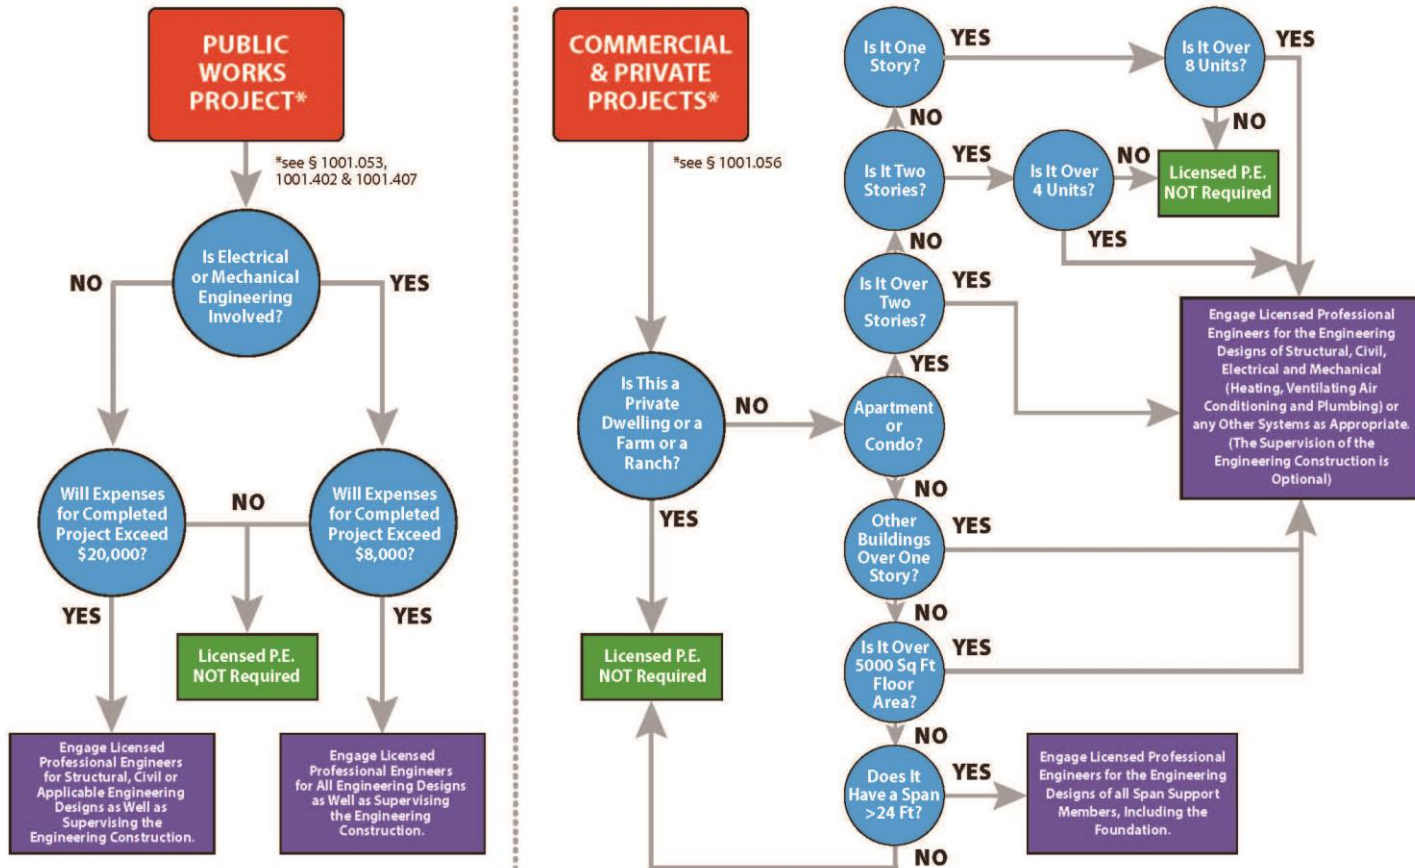 PUBLIC
WORKS
PROJECT*
*see § 1001.053,
1001.402 & 1001.407
Is Electrical
or Mechanical
Engineering
Involved?
NO
YES
Will Expenses
for Completed
Project Exceed
$20,000?
NO
Will Expenses
for Completed
Project Exceed
$8,000?
YES
YES
Licensed P.E.
NOT Required
Engage Licensed
Professional Engineers
for Structural, Civil or
Applicable Engineering
Designs as Well as
Supervising the
Engineering Construction.
Engage Licensed
Professional Engineers
for All Engineering Designs
as Well as Supervising
the Engineering
Construction.
COMMERCIAL
& PRIVATE
PROJECTS*
*see § 1001.056
Is This a
Private
Dwelling or a
Farm or a
Ranch?
NO
YES
Licensed P.E.
NOT Required
Is It One
Story?
YES
Is It Over
8 Units?
YES
NO
NO
Is It Two
Stories?
YES
Is It Over
4 Units?
NO
Licensed P.E.
NOT Required
YES
NO
Is It Over
Two
Stories?
YES
YES
Apartment
or
Condo?
NO
Other
Buildings
Over One
Story?
YES
NO
Is It Over
5000 Sq Ft
Floor
Area?
YES
NO
Does It
Have a Span
>24 Ft?
YES
NO
Engage Licensed Professional
Engineers for the Engineering
Designs of Structural, Civil,
Electrical and Mechanical
(Heating, Ventilating Air
Conditioning and Plumbing) or
any Other Systems as Appropriate.
(The Supervision of the
Engineering Construction is
Optional)
Engage Licensed Professional
Engineers for the Engineering
Designs of all Span Support
Members, Including the
Foundation.